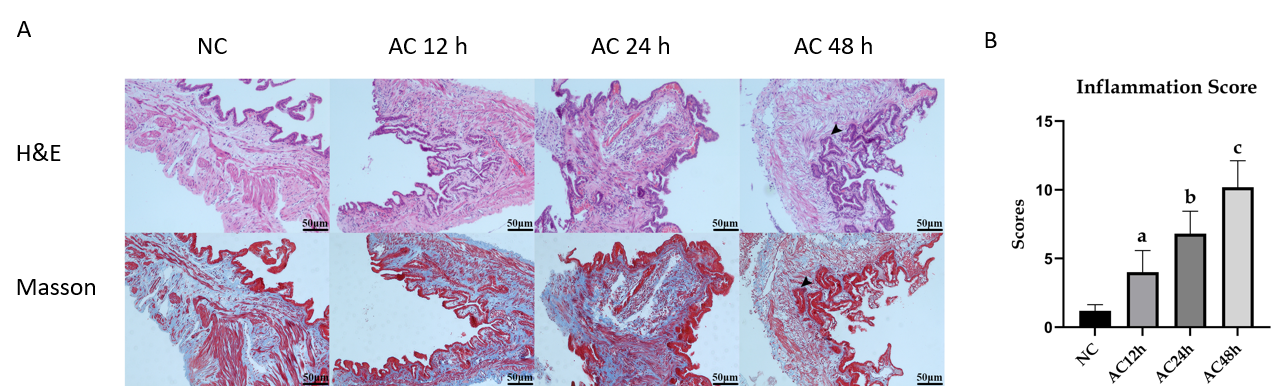 A
NC
AC 12 h
AC 24 h
AC 48 h
H&E
50μm
50μm
50μm
50μm
Masson
50μm
50μm
50μm
50μm
B
Inflammation Score
Scores
15
10
5
0
a
b
c
NC
AC12h
AC24h
AC48h